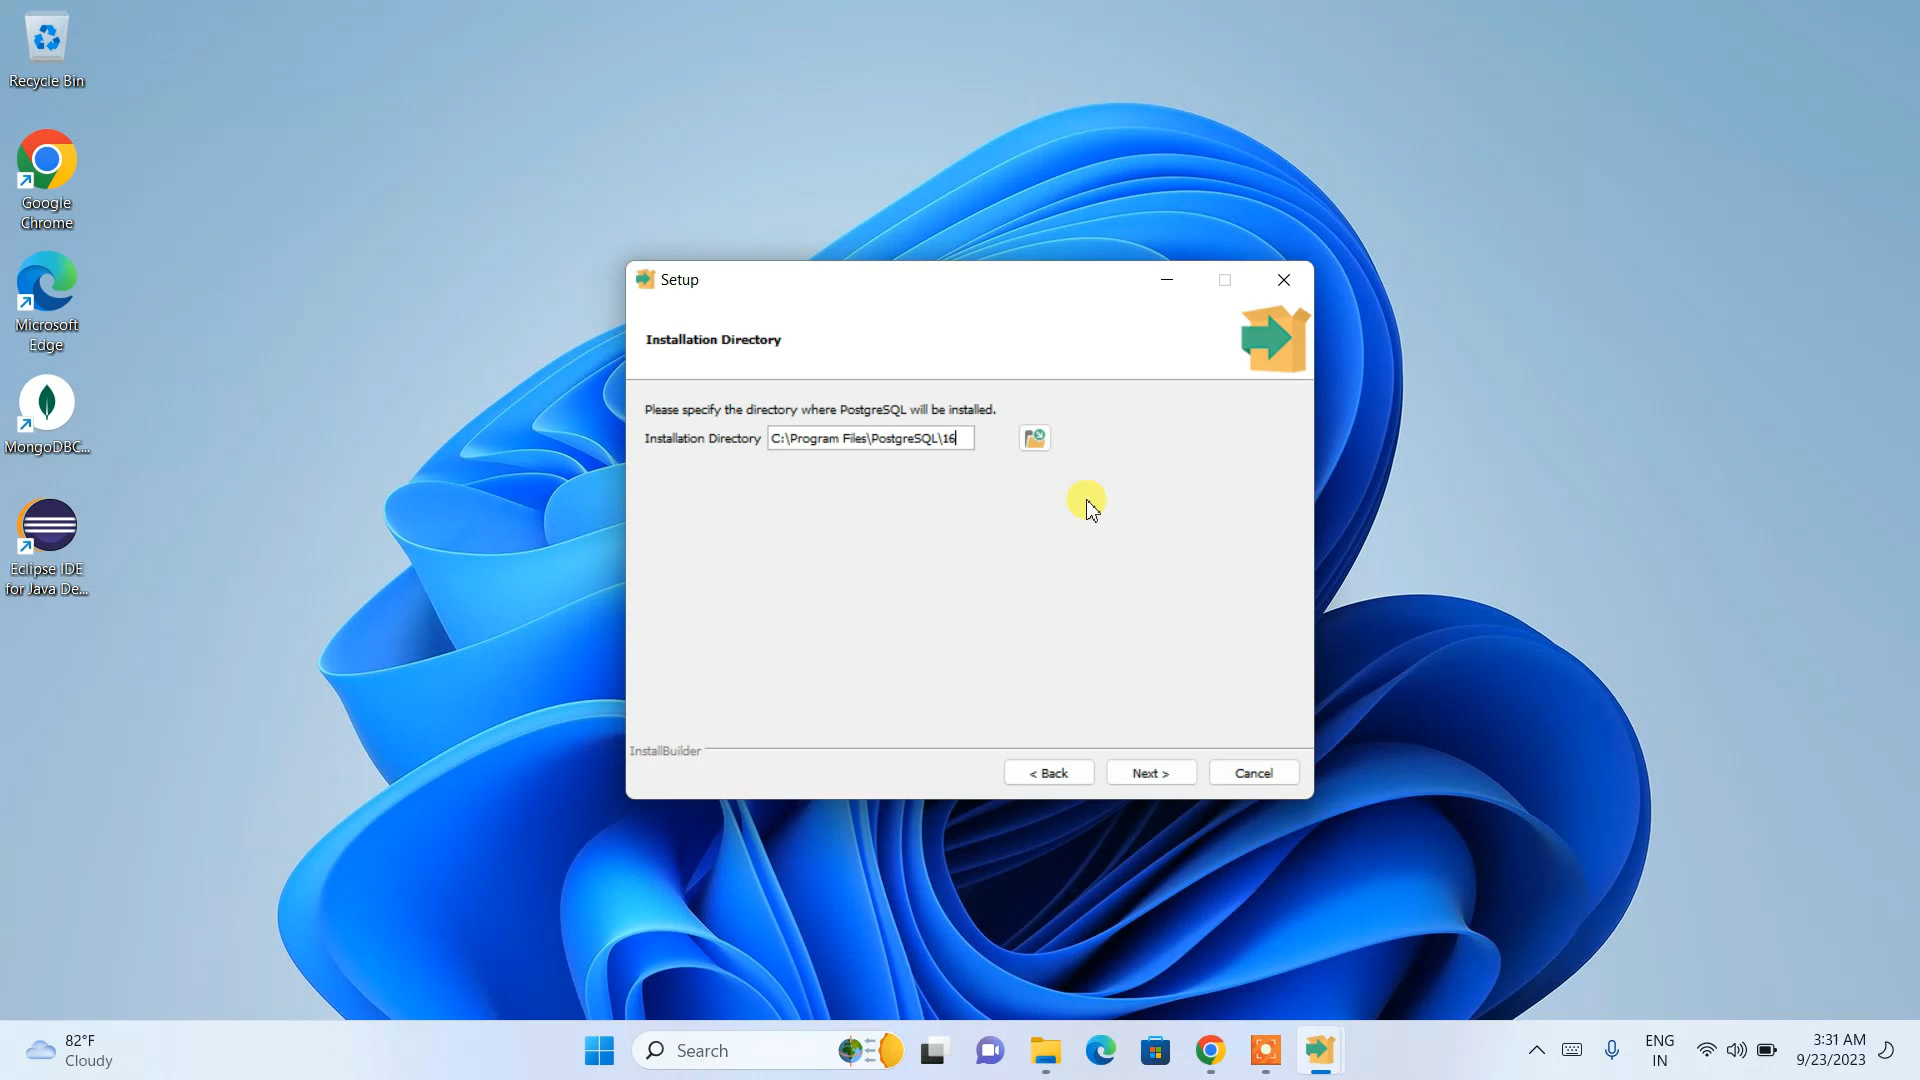 Recycle Bin
Google
Chrome
Microsoft
Edge
MongoDBC...
Eclipse IDE
for Java De...
Setup
Installation Directory
Please specify the directory where PostgreSQL will be installed.
Installation Directory C:\Program Files\PostgreSQL\16
InstallBuilder
< Back Next > Cancel
82°F
Cloudy
Search
ENG
IN
3:31 AM
9/23/2023